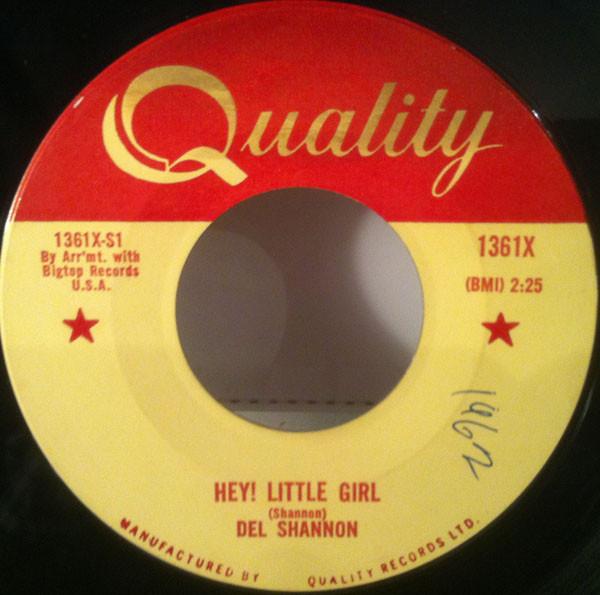 Quality
1361X-S1
By Arr'mt. with
Bigtop Records
U.S.A.
1361X
(BMI) 2:25
1962
HEY! LITTLE GIRL
(Shannon)
DEL SHANNON
MANUFACTURED BY QUALITY RECORDS LTD.